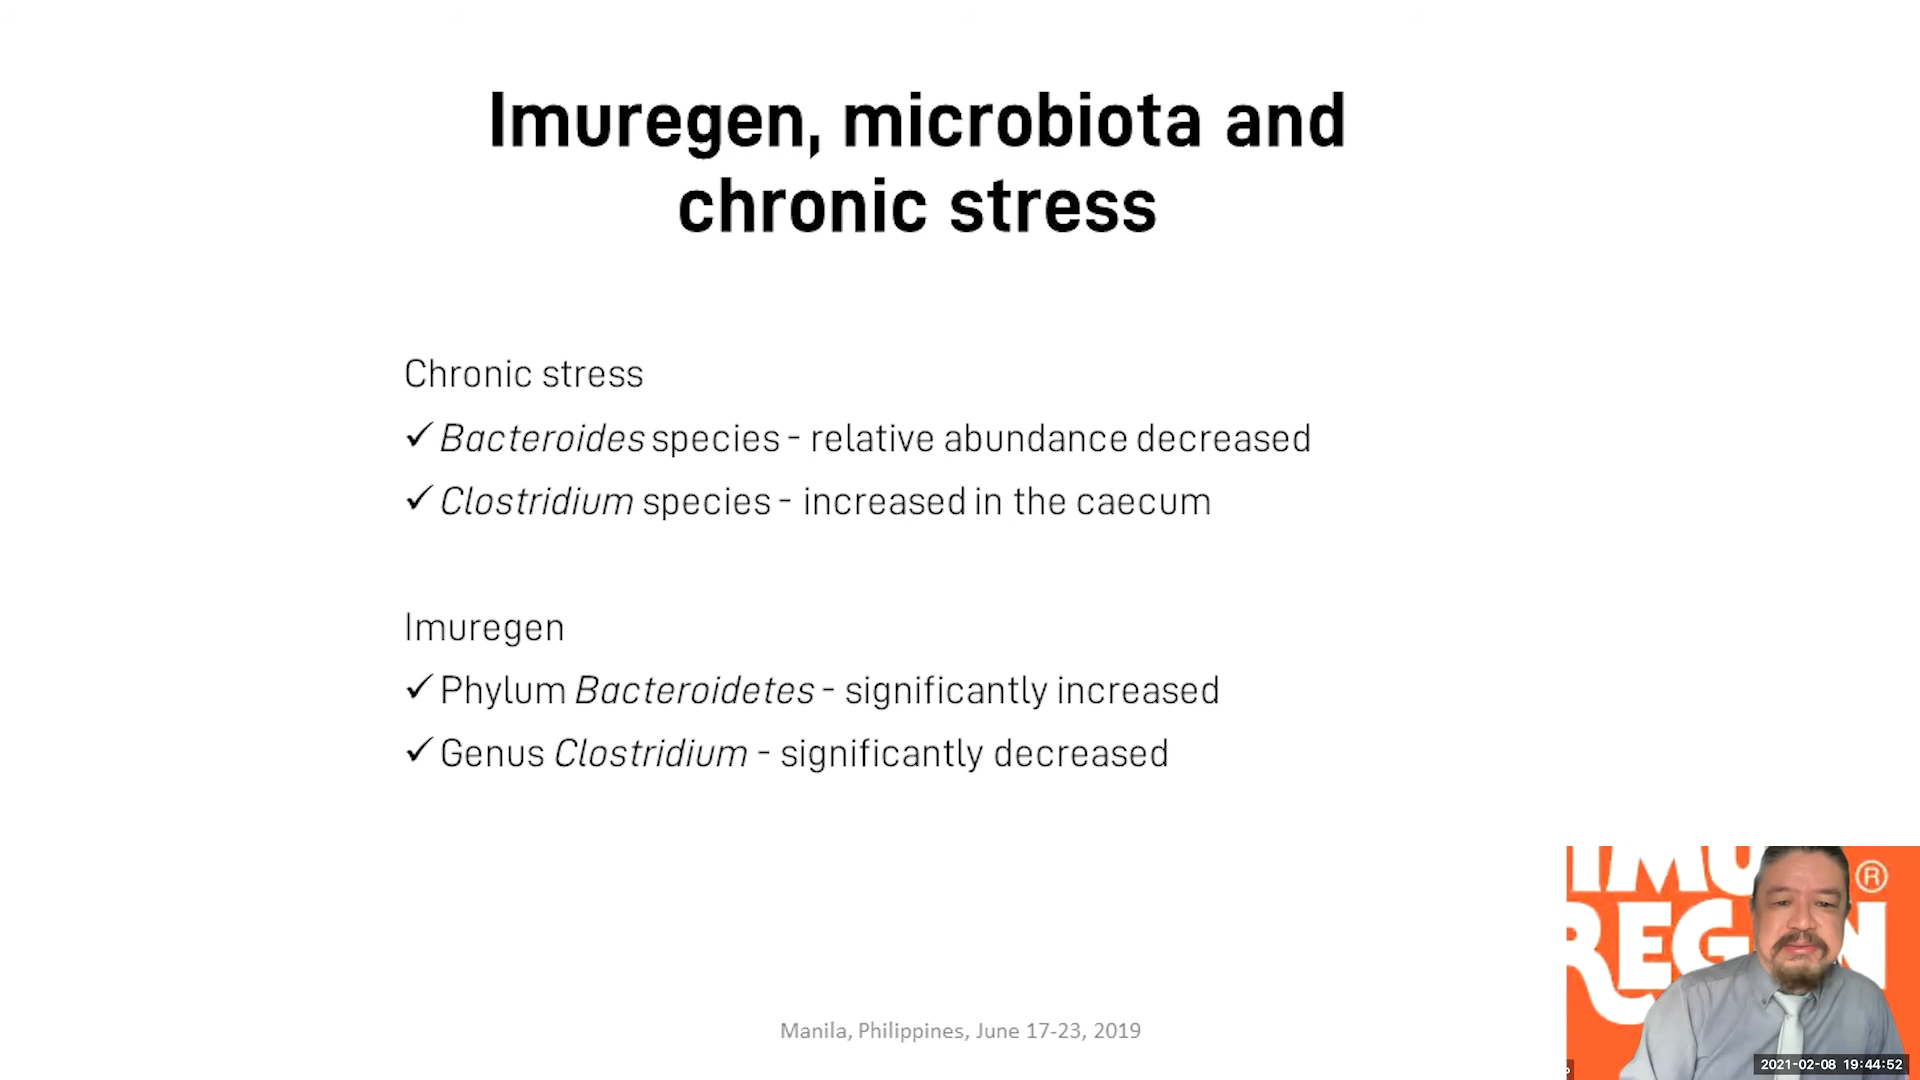 Imuregen, microbiota and
chronic stress
Chronic stress
✓ Bacteroides species - relative abundance decreased
✓ Clostridium species - increased in the caecum
Imuregen
✓ Phylum Bacteroidetes - significantly increased
✓ Genus Clostridium - significantly decreased
IMU ®
REGEN
Manila, Philippines, June 17-23, 2019
2021-02-08 19:44:52